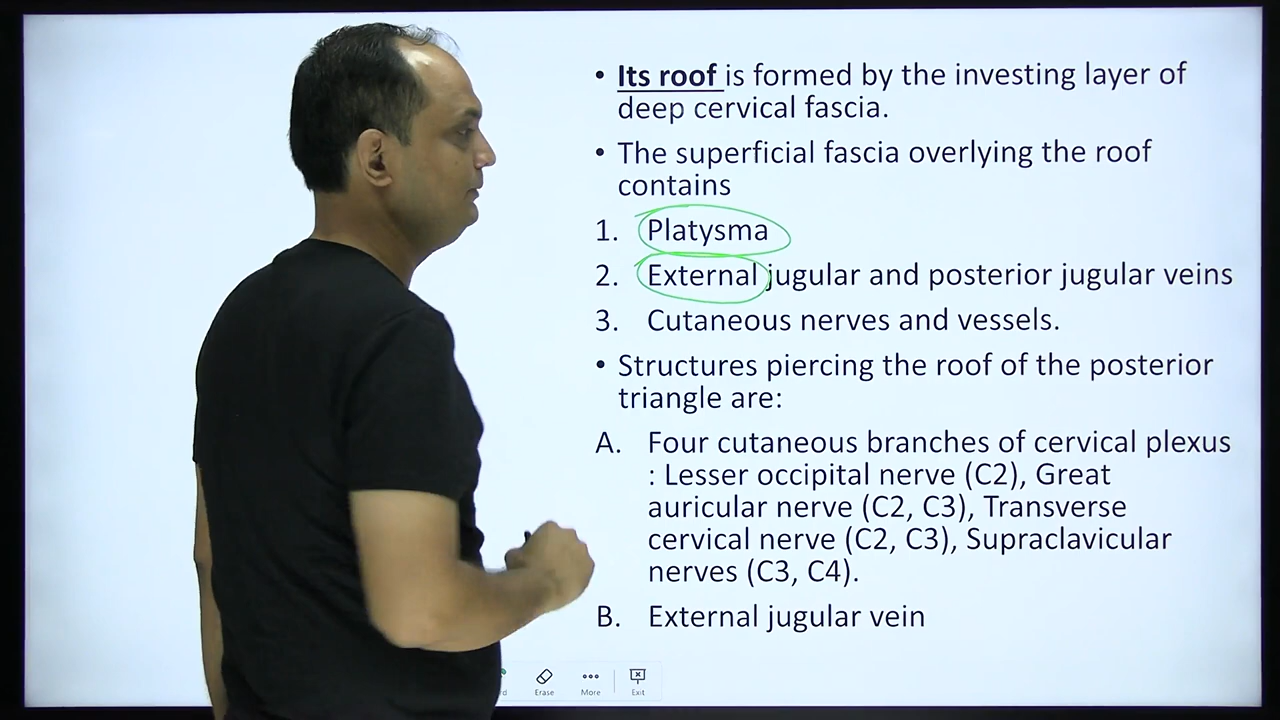 • Its roof is formed by the investing layer of
deep cervical fascia.
• The superficial fascia overlying the roof
contains
1. Platysma
2. External jugular and posterior jugular veins
3. Cutaneous nerves and vessels.
• Structures piercing the roof of the posterior
triangle are:
A. Four cutaneous branches of cervical plexus
: Lesser occipital nerve (C2), Great
auricular nerve (C2, C3), Transverse
cervical nerve (C2, C3), Supraclavicular
nerves (C3, C4).
B. External jugular vein
Erase More Exit